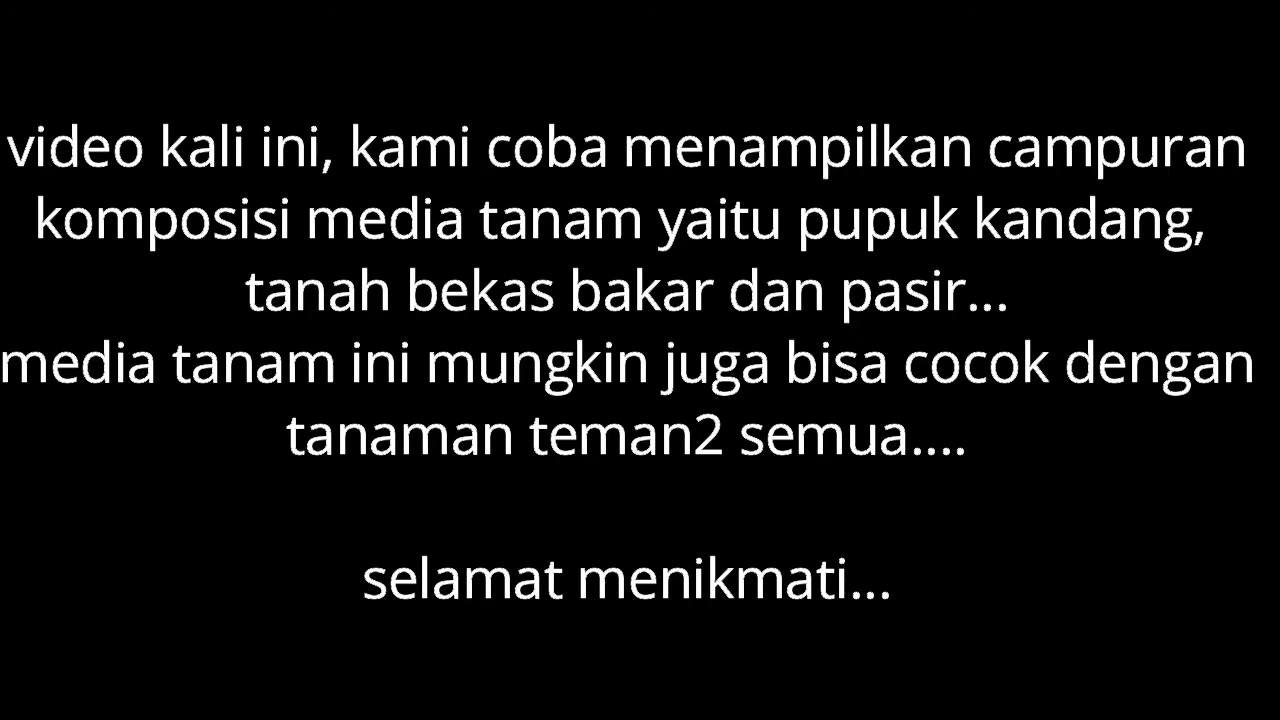 video kali ini, kami coba menampilkan campuran
komposisi media tanam yaitu pupuk kandang,
tanah bekas bakar dan pasir...
media tanam ini mungkin juga bisa cocok dengan
tanaman teman2 semua....
selamat menikmati...